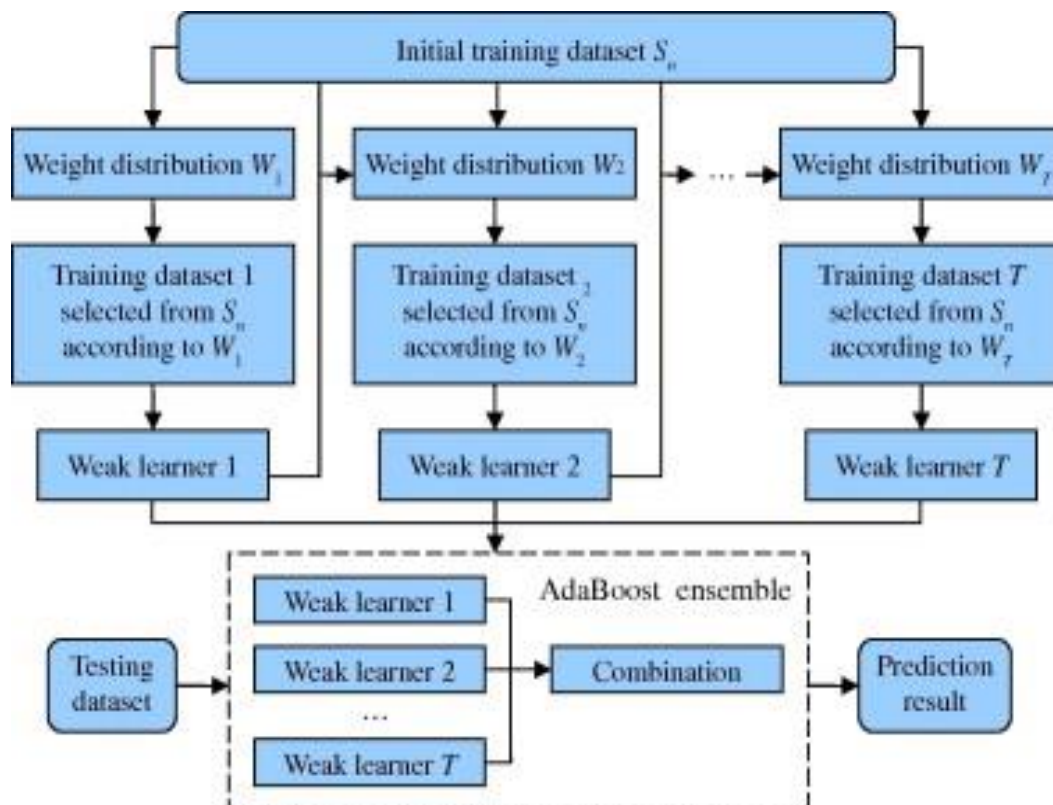 Initial training dataset Sₙ
Weight distribution W₁
Weight distribution W₂
...
Weight distribution W_T
Training dataset 1
selected from Sₙ
according to W₁
Training dataset ₂
selected from Sₙ
according to W₂
Training dataset T
selected from Sₙ
according to W_T
Weak learner 1
Weak learner 2
Weak learner T
AdaBoost ensemble
Weak learner 1
Weak learner 2
...
Weak learner T
Combination
Testing
dataset
Prediction
result